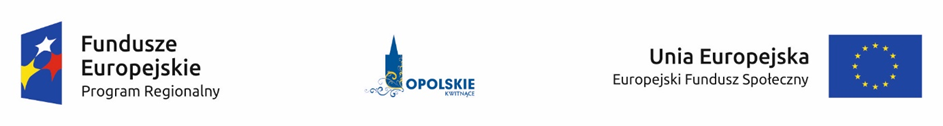 Fundusze
Europejskie
Program Regionalny
OPOLSKIE
KWITNĄCE
Unia Europejska
Europejski Fundusz Społeczny